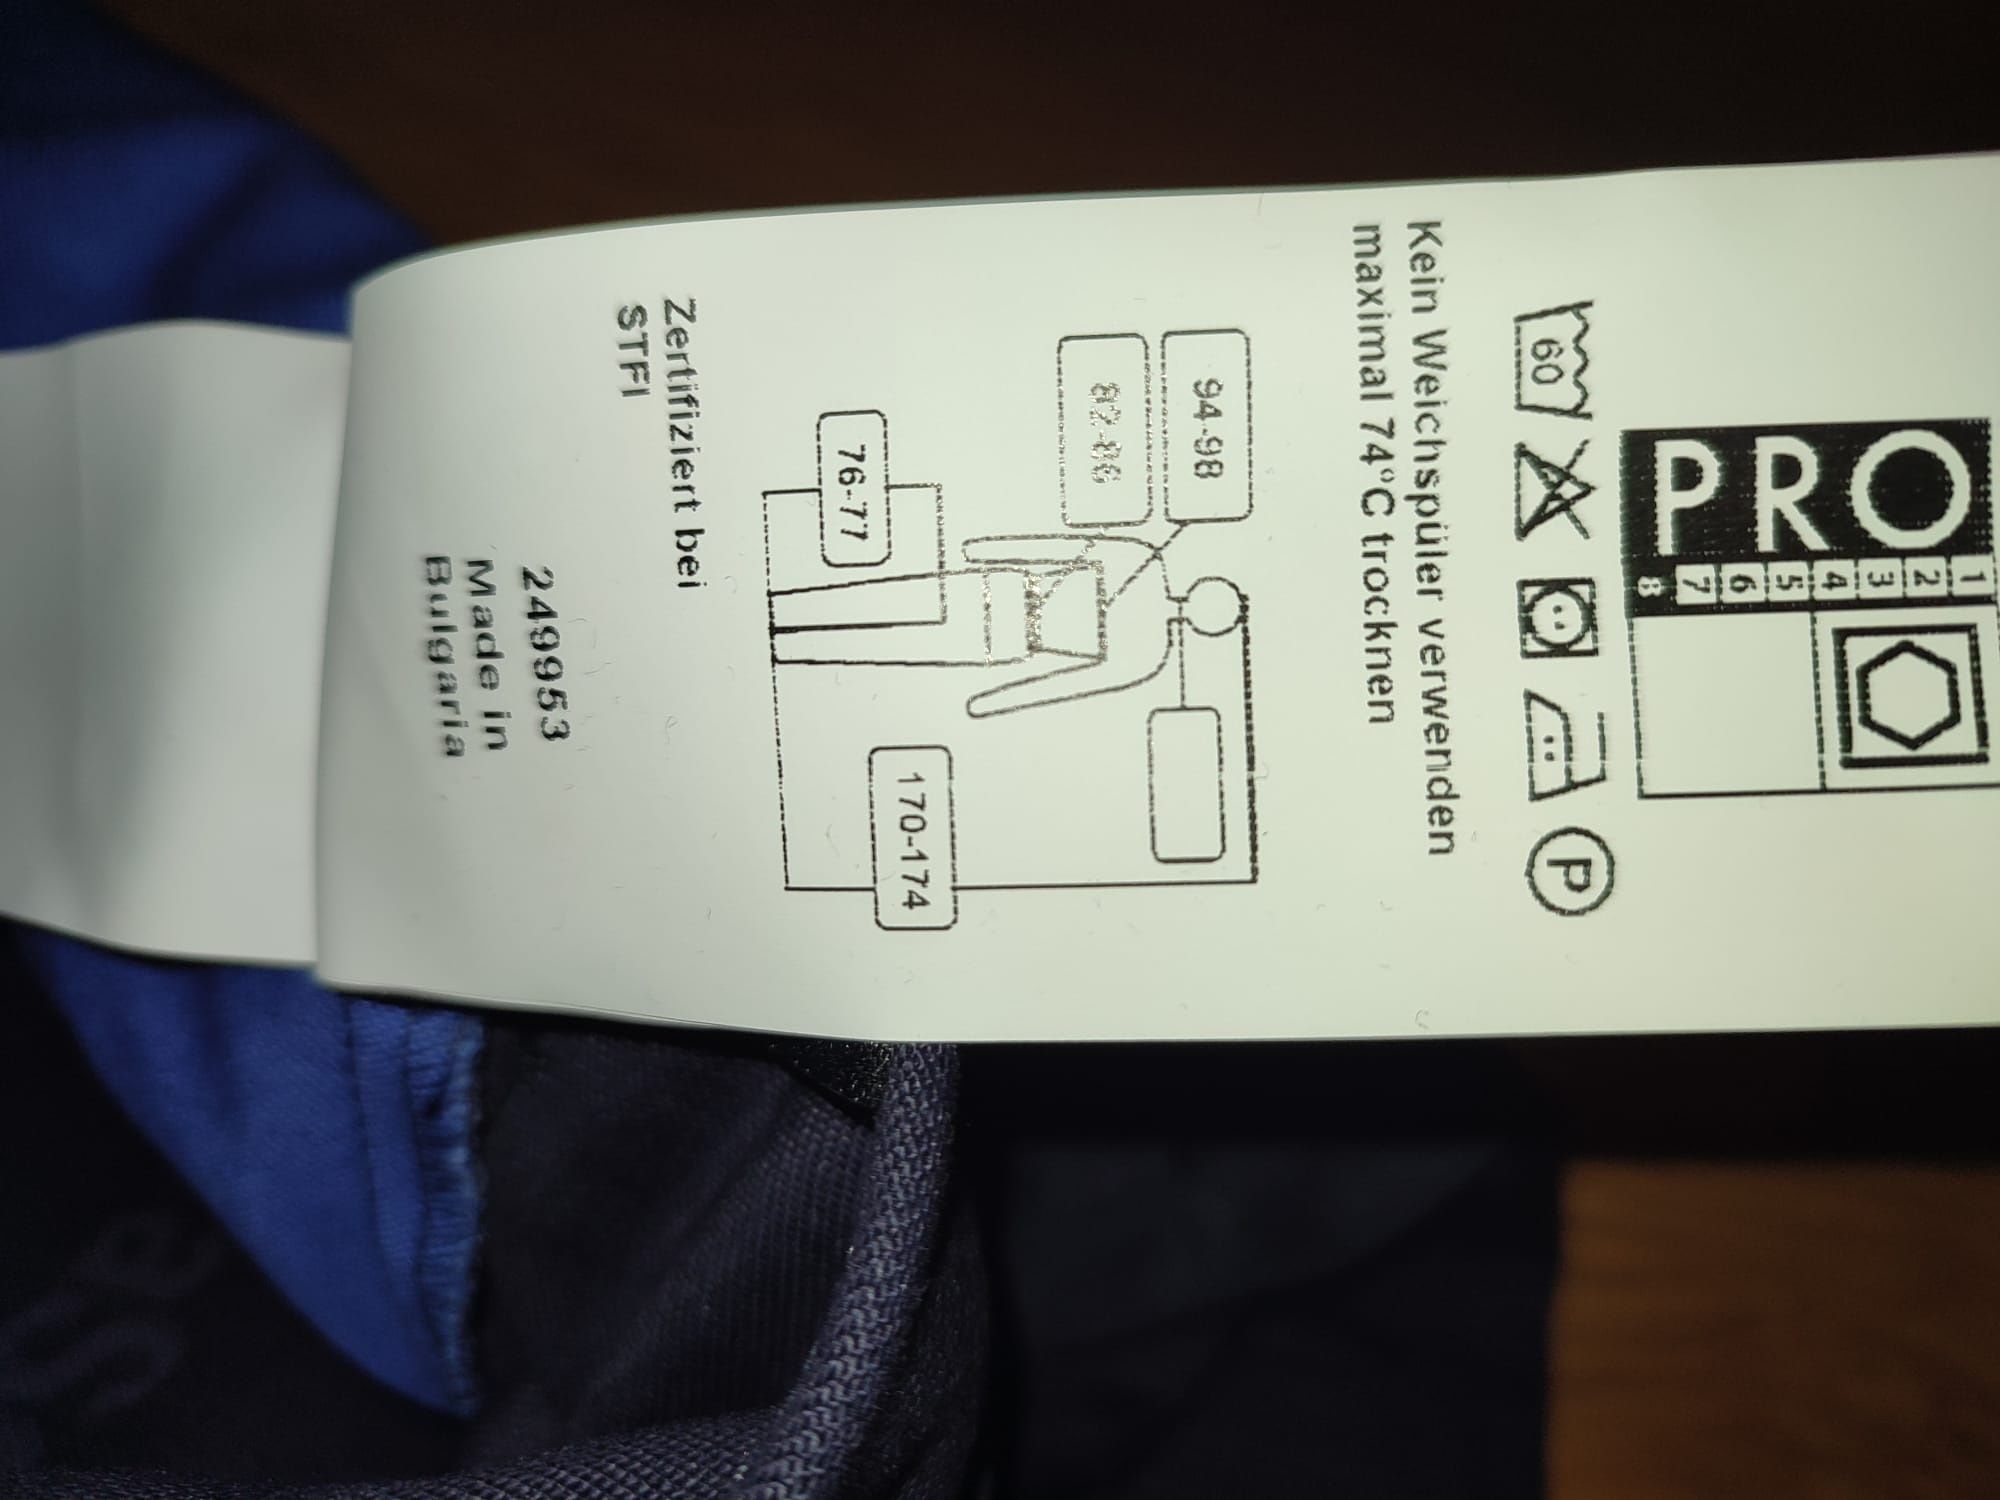 PRO
1
2
3
4
5
6
7
8
60
P
Kein Weichspüler verwenden
maximal 74°C trocknen
94-98
82-86
76-77
170-174
Zertifiziert bei
STFI
249953
Made in
Bulgaria